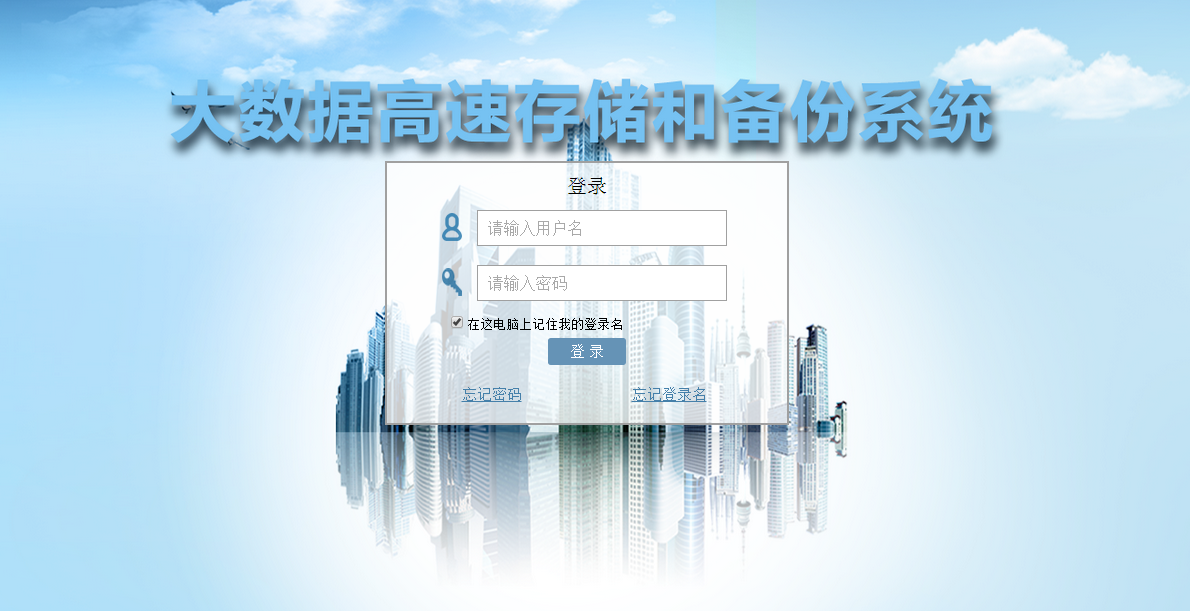 大数据高速存储和备份系统
登录
请输入用户名
请输入密码
在这电脑上记住我的登录名
登 录
忘记密码 忘记登录名